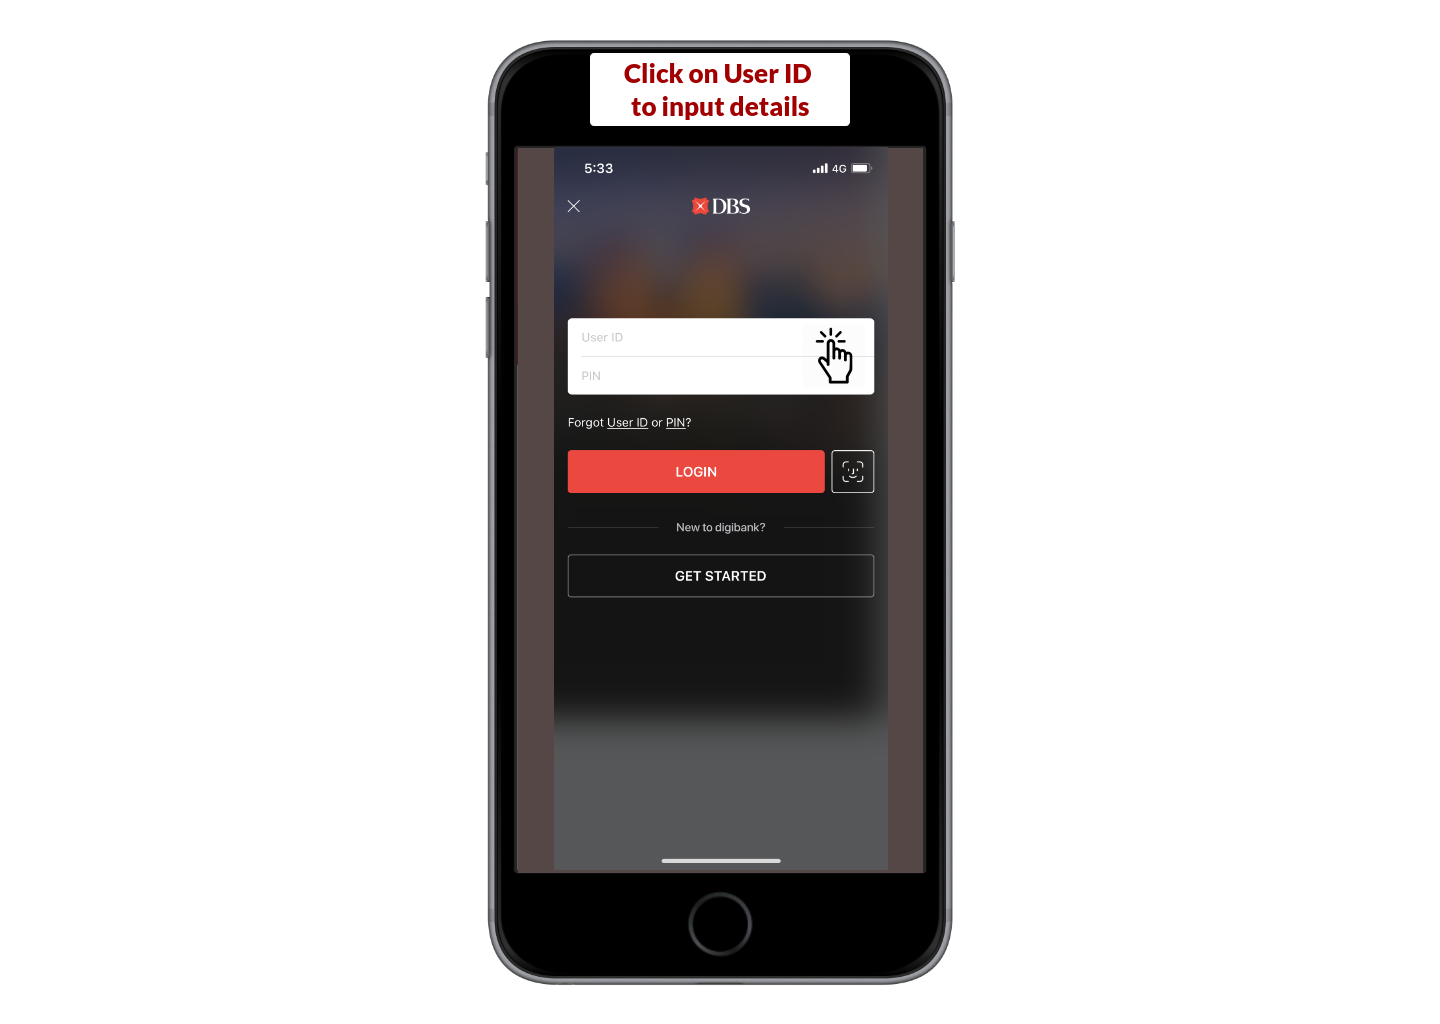 Click on User ID
to input details
5:33
4G
DBS
User ID
PIN
Forgot User ID or PIN?
LOGIN
New to digibank?
GET STARTED